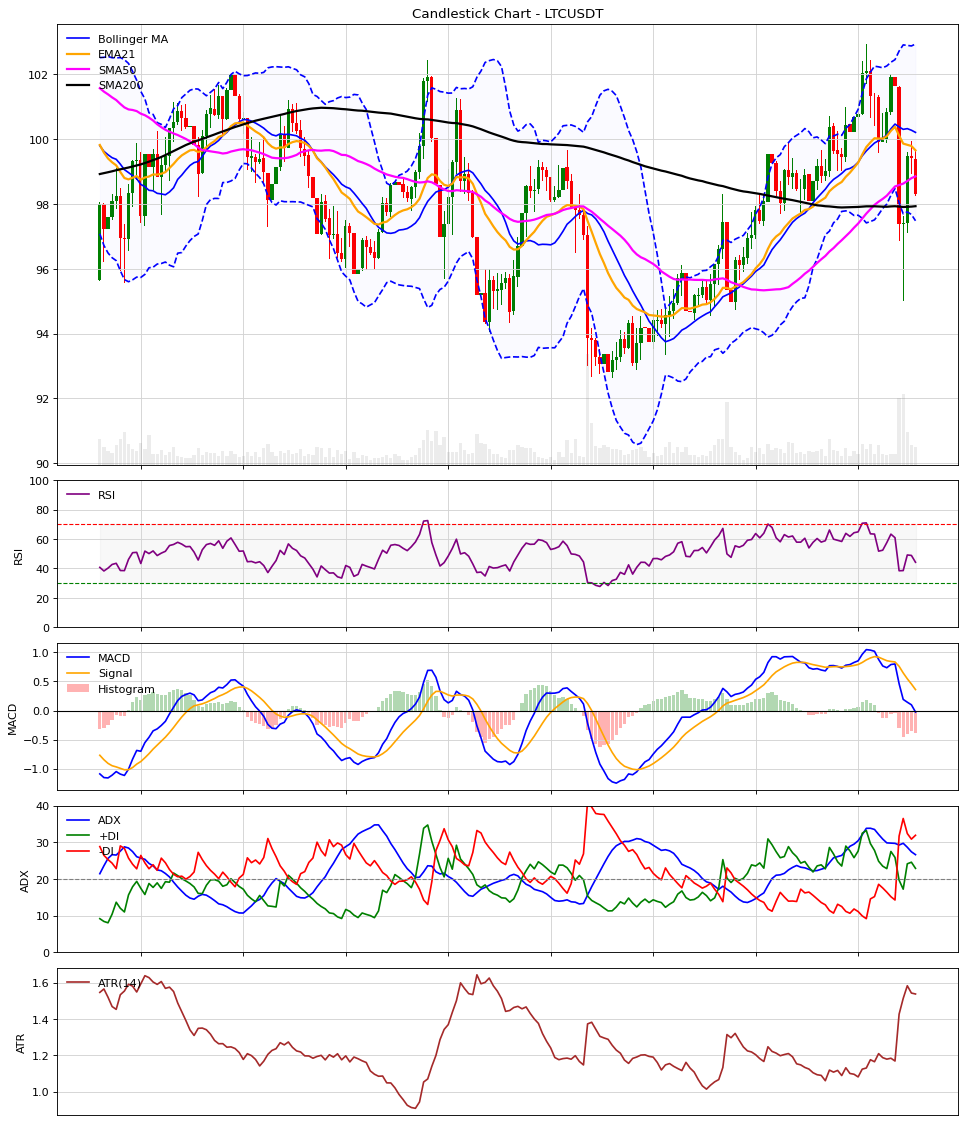 Candlestick Chart - LTCUSDT
Bollinger MA
EMA21
SMA50
SMA200
102
100
98
96
94
92
90
RSI
100
80
60
40
20
0
RSI
MACD
Signal
Histogram
1.0
0.5
0.0
−0.5
−1.0
MACD
ADX
+DI
-DI
40
30
20
10
0
ADX
ATR(14)
1.6
1.4
1.2
1.0
ATR